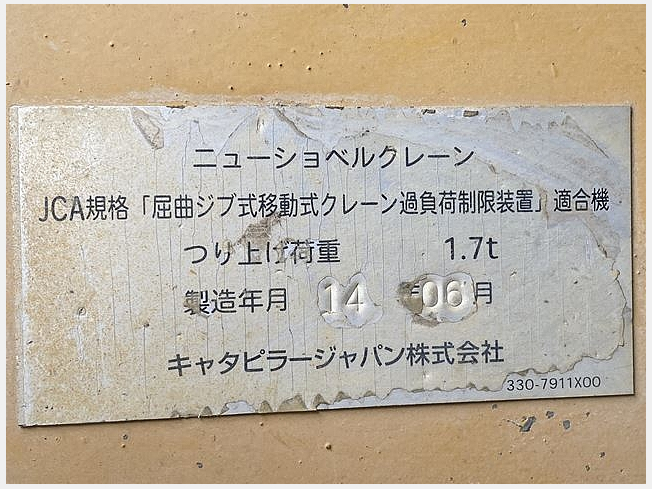 ニューショベルクレーン
JCA規格「屈曲ジブ式移動式クレーン過負荷制限装置」適合機
つり上げ荷重 1.7t
製造年月 14 年 06 月
キャタピラージャパン株式会社
330-7911X00